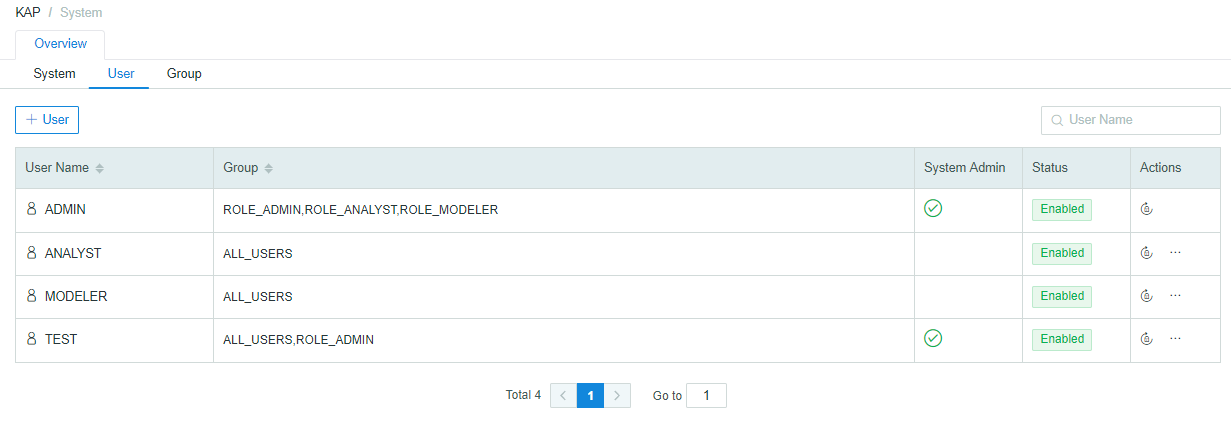 KAP / System
Overview
System User Group
+ User
User Name
User Name Group System Admin Status Actions
ADMIN ROLE_ADMIN,ROLE_ANALYST,ROLE_MODELER Enabled
ANALYST ALL_USERS Enabled ...
MODELER ALL_USERS Enabled ...
TEST ALL_USERS,ROLE_ADMIN Enabled ...
Total 4 < 1 > Go to 1